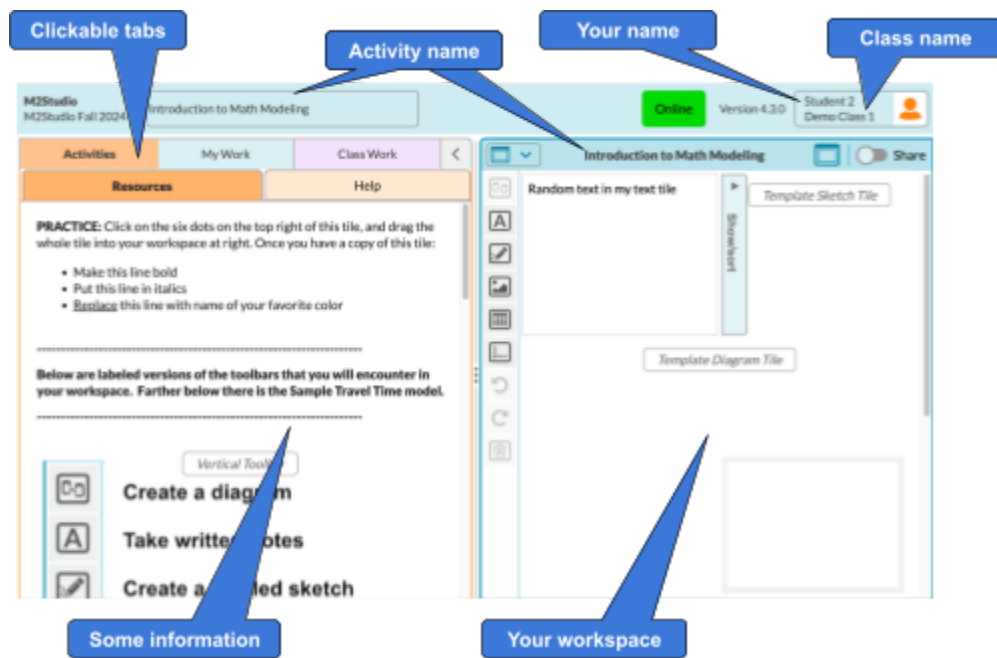 Clickable tabs
Activity name
Your name
Class name
M2Studio
M2Studio Fall 2024
Introduction to Math Modeling
Online
Version 4.3.0
Student 2
Demo Class 1
Activities
My Work
Class Work
Resources
Help
PRACTICE: Click on the six dots on the top right of this tile, and drag the
whole tile into your workspace at right. Once you have a copy of this tile:
• Make this line bold
• Put this line in italics
• Replace this line with name of your favorite color
Below are labeled versions of the toolbars that you will encounter in
your workspace. Farther below there is the Sample Travel Time model.
Vertical
Create a diagram
Take written
Create a sketch
Introduction to Math Modeling
Share
Random text in my text tile
Show/sort
Template Sketch Tile
Template Diagram Tile
Some information
Your workspace